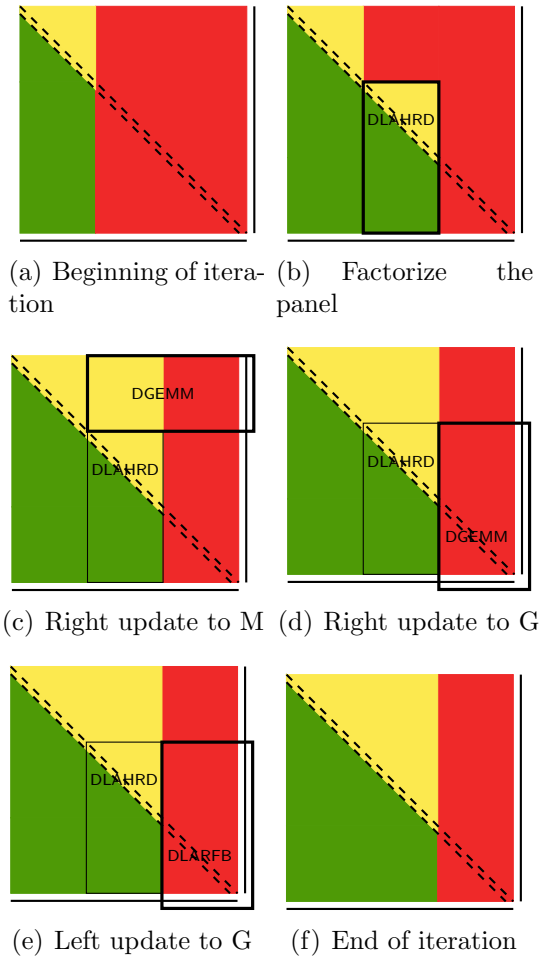 DLAHRD
(a) Beginning of itera-
tion
(b) Factorize the
panel
DGEMM
DLAHRD
DLAHRD
DGEMM
(c) Right update to M
(d) Right update to G
DLAHRD
DLARFB
(e) Left update to G
(f) End of iteration